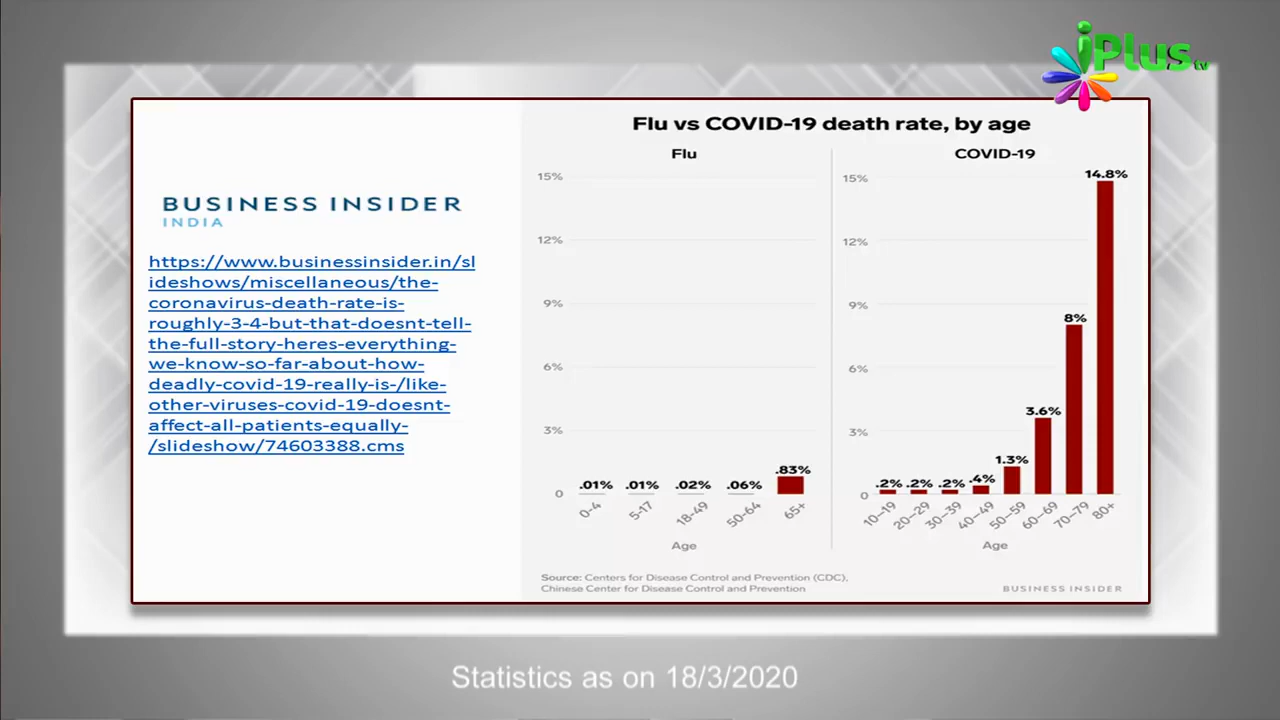 iPlus tv
BUSINESS INSIDER
INDIA
https://www.businessinsider.in/sl
ideshows/miscellaneous/the-
coronavirus-death-rate-is-
roughly-3-4-but-that-doesnt-tell-
the-full-story-heres-everything-
we-know-so-far-about-how-
deadly-covid-19-really-is-/like-
other-viruses-covid-19-doesnt-
affect-all-patients-equally-
/slideshow/74603388.cms
Flu vs COVID-19 death rate, by age
Flu
15%
12%
9%
6%
3%
0
.01% .01% .02% .06% .83%
0-4 5-17 18-49 50-64 65+
Age
COVID-19
15%
12%
9%
6%
3%
0
.2% .2% .2% .4% 1.3% 3.6% 8% 14.8%
10–19 20–29 30–39 40–49 50–59 60–69 70–79 80+
Age
Source: Centers for Disease Control and Prevention (CDC),
Chinese Center for Disease Control and Prevention
BUSINESS INSIDER
Statistics as on 18/3/2020